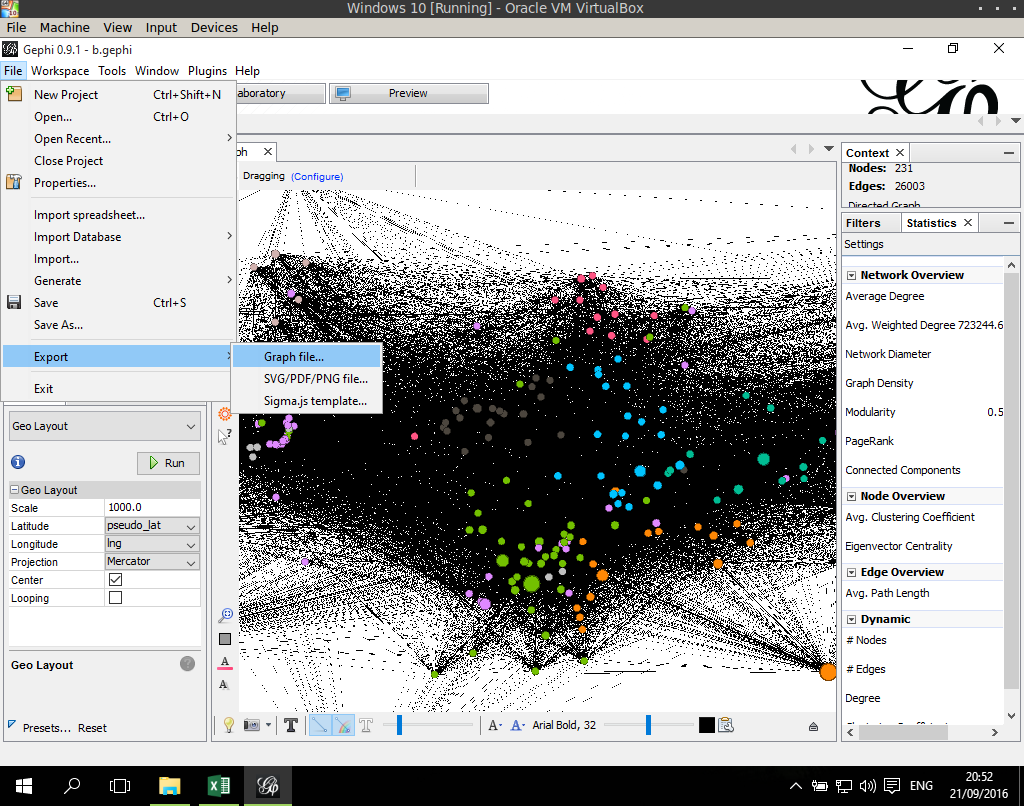 Windows 10 [Running] - Oracle VM VirtualBox
File Machine View Input Devices Help
Gephi 0.9.1 - b.gephi
File Workspace Tools Window Plugins Help
New Project Ctrl+Shift+N
Open... Ctrl+O
Open Recent...
Close Project
Properties...
Import spreadsheet...
Import Database
Import...
Generate
Save Ctrl+S
Save As...
Export
Exit
Graph file...
SVG/PDF/PNG file...
Sigma.js template...
aboratory
Preview
ph
Dragging (Configure)
Geo Layout
Run
Geo Layout
Scale 1000.0
Latitude pseudo_lat
Longitude lng
Projection Mercator
Center
Looping
Geo Layout
Presets... Reset
Arial Bold, 32
Context
Nodes: 231
Edges: 26003
Directed Graph
Filters Statistics
Settings
Network Overview
Average Degree
Avg. Weighted Degree 723244.6
Network Diameter
Graph Density
Modularity 0.5
PageRank
Connected Components
Node Overview
Avg. Clustering Coefficient
Eigenvector Centrality
Edge Overview
Avg. Path Length
Dynamic
# Nodes
# Edges
Degree
Clustering Coefficient
ENG
20:52
21/09/2016